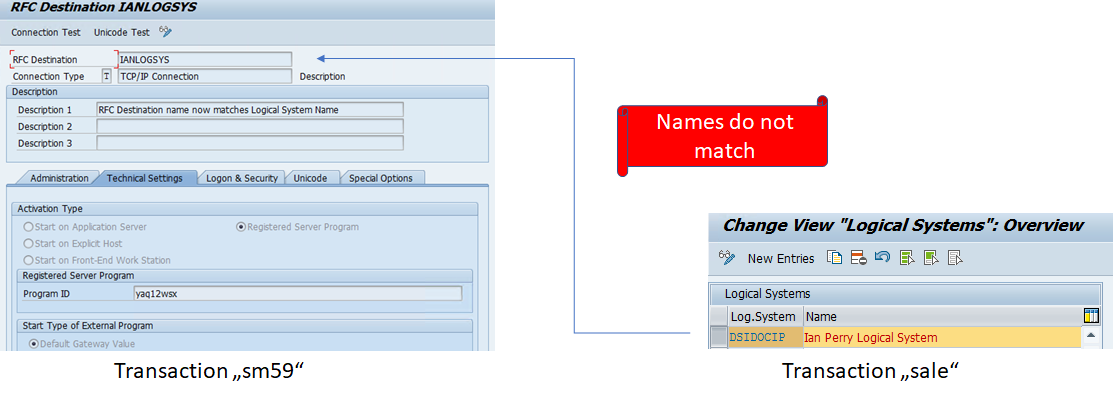 RFC Destination IANLOGSYS
Connection Test Unicode Test
RFC Destination IANLOGSYS
Connection Type T TCP/IP Connection Description
Description
Description 1 RFC Destination name now matches Logical System Name
Description 2
Description 3
Administration Technical Settings Logon & Security Unicode Special Options
Activation Type
Start on Application Server Registered Server Program
Start on Explicit Host
Start on Front-End Work Station
Registered Server Program
Program ID yaq12wsx
Start Type of External Program
Default Gateway Value
Transaction „sm59“
Names do not
match
Change View "Logical Systems": Overview
New Entries
Logical Systems
Log.System Name
DSIDOCIP Ian Perry Logical System
Transaction „sale“